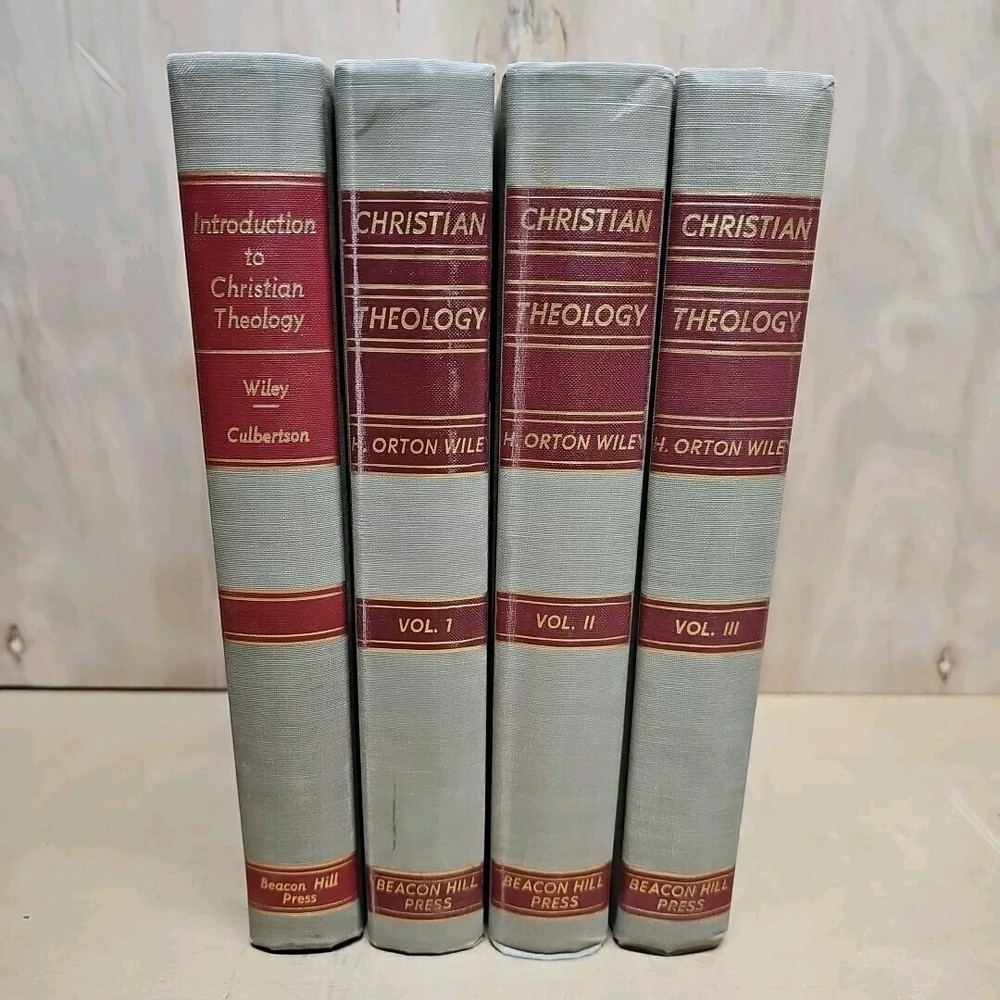 Introduction
to
Christian
Theology
Wiley
Culbertson
Beacon Hill
Press
CHRISTIAN
THEOLOGY
H. ORTON WILE
VOL. 1
BEACON HILL
PRESS
CHRISTIAN
THEOLOGY
H. ORTON WILEY
VOL. II
BEACON HILL
PRESS
CHRISTIAN
THEOLOGY
H. ORTON WILEY
VOL. III
BEACON HILL
PRESS